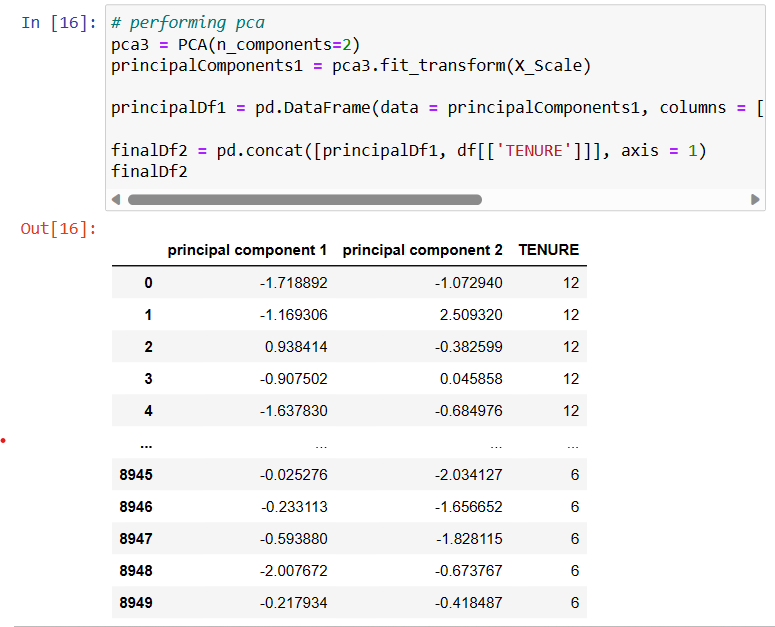 In [16]:
# performing pca
pca3 = PCA(n_components=2)
principalComponents1 = pca3.fit_transform(X_Scale)
principalDf1 = pd.DataFrame(data = principalComponents1, columns = [
finalDf2 = pd.concat([principalDf1, df[['TENURE']]], axis = 1)
finalDf2
Out[16]:
principal component 1 principal component 2 TENURE
0 -1.718892 -1.072940 12
1 -1.169306 2.509320 12
2 0.938414 -0.382599 12
3 -0.907502 0.045858 12
4 -1.637830 -0.684976 12
... ... ... ...
8945 -0.025276 -2.034127 6
8946 -0.233113 -1.656652 6
8947 -0.593880 -1.828115 6
8948 -2.007672 -0.673767 6
8949 -0.217934 -0.418487 6